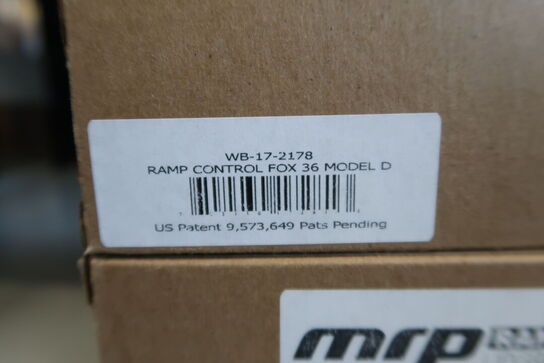 WB-17-2178
RAMP CONTROL FOX 36 MODEL D
US Patent 9,573,649 Pats Pending
mrp